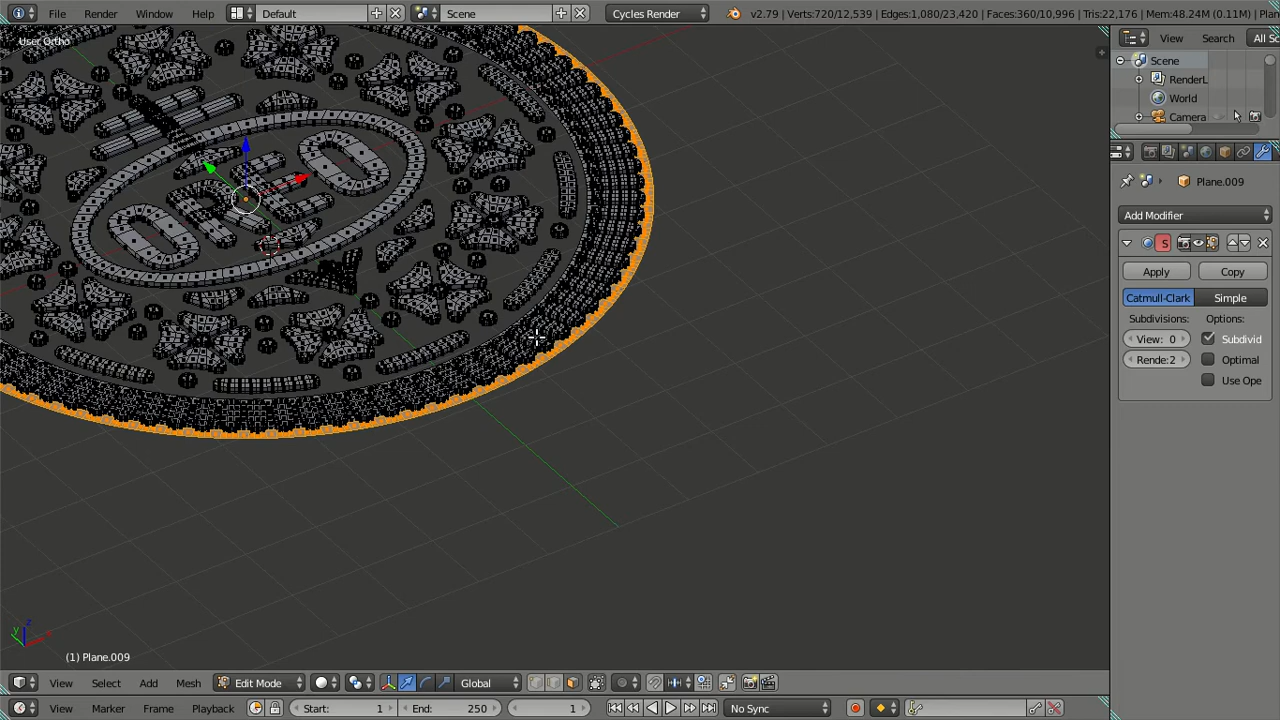 File Render Window Help Default Scene Cycles Render v2.79 | Verts:720/12,539 | Edges:1,080/23,420 | Faces:360/10,996 | Tris:22,176 | Mem:48.24M (0.11M) | Plan
User Ortho
View Search All Sc
Scene
RenderL
World
Camera
Plane.009
Add Modifier
S
Apply Copy
Catmull-Clark Simple
Subdivisions: Options:
View: 0 Subdivid
Rende:2 Optimal
Use Ope
OREO
z
y x
(1) Plane.009
View Select Add Mesh Edit Mode Global
View Marker Frame Playback Start: 1 End: 250 1 No Sync